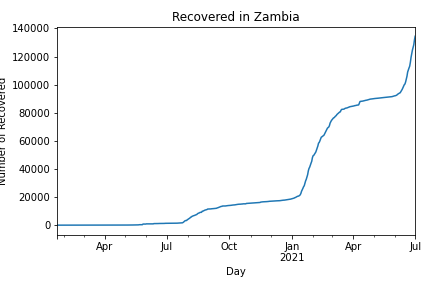 Recovered in Zambia
140000
120000
100000
80000
60000
40000
20000
0
Number of Recovered
Apr
Jul
Oct
Jan
2021
Apr
Jul
Day